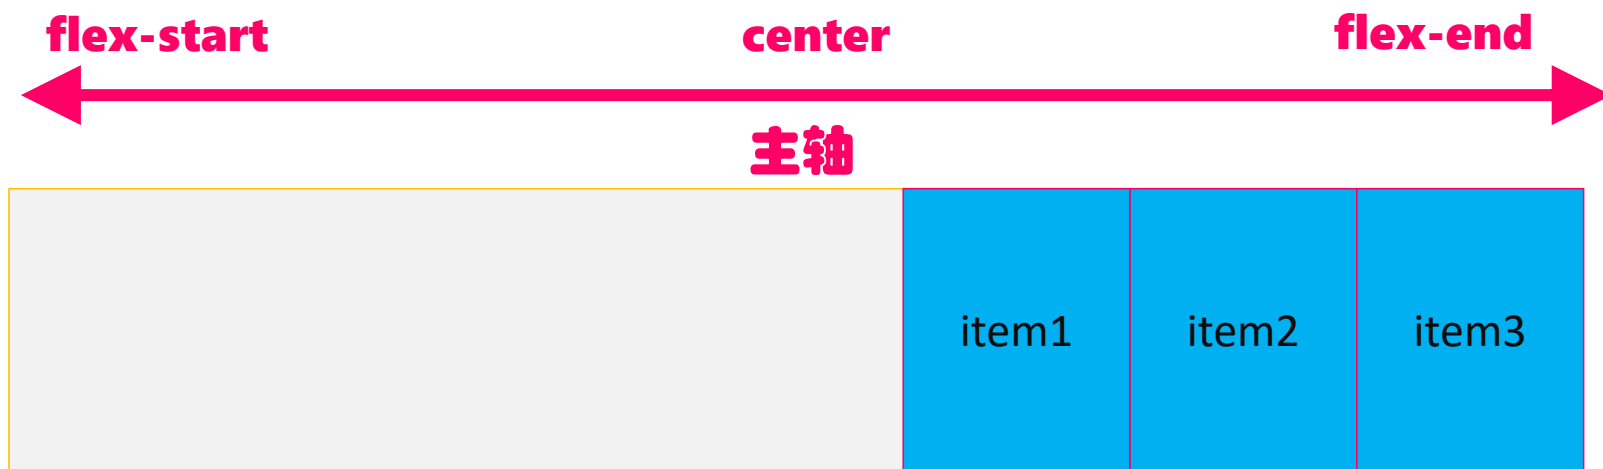 flex-start center flex-end
主轴
item1 item2 item3